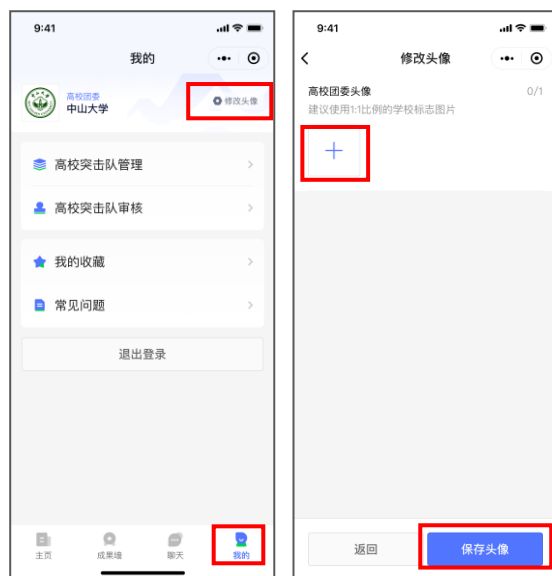 9:41
我的
高校团委
中山大学
修改头像
高校突击队管理
高校突击队审核
我的收藏
常见问题
退出登录
主页
成果墙
聊天
我的
9:41
修改头像
高校团委头像
0/1
建议使用1:1比例的学校标志图片
返回
保存头像